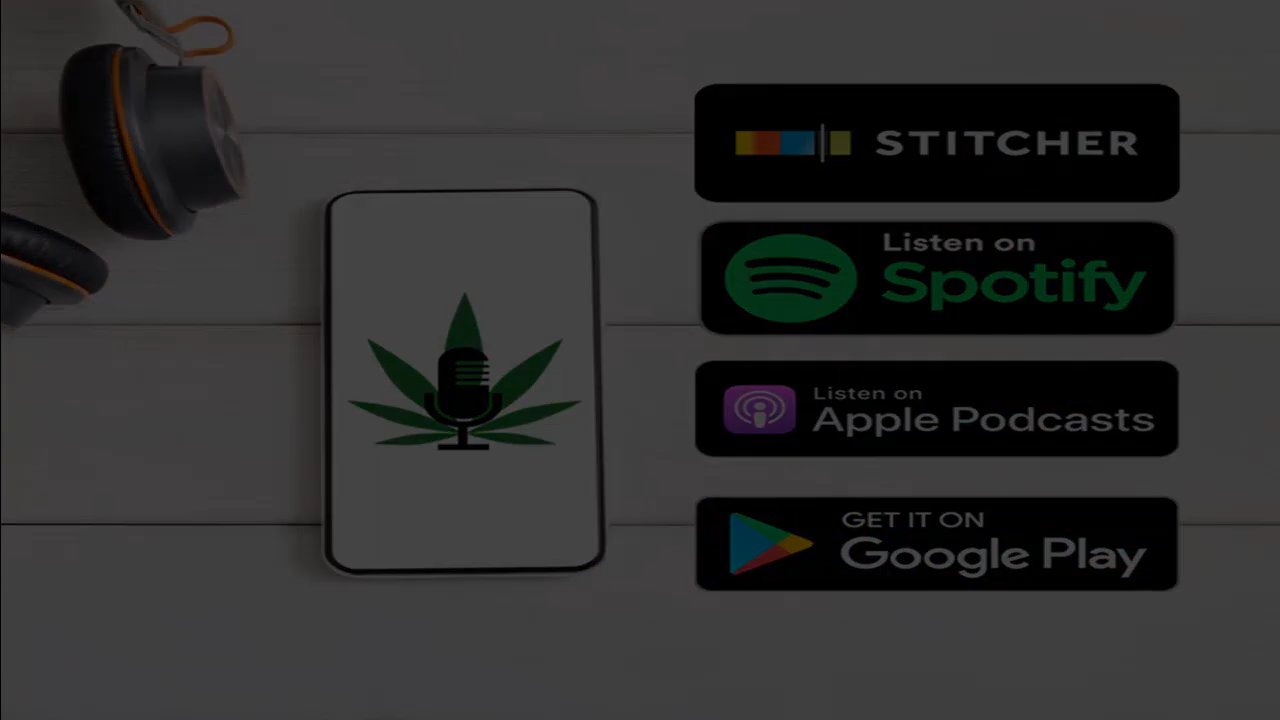 STITCHER
Listen on
Spotify
Listen on
Apple Podcasts
GET IT ON
Google Play